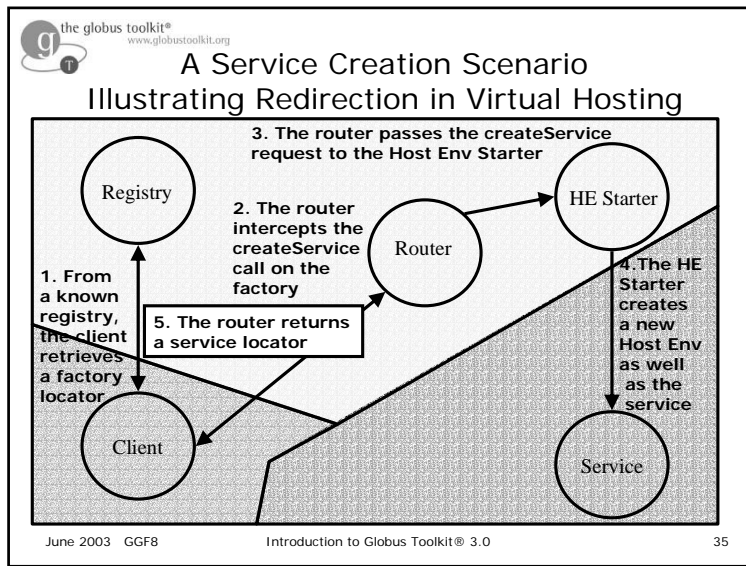 the globus toolkit®
www.globustoolkit.org
g
T
A Service Creation Scenario
Illustrating Redirection in Virtual Hosting
3. The router passes the createService
request to the Host Env Starter
Registry
HE Starter
2. The router
intercepts the
createService
call on the
factory
Router
1. From
a known
registry,
the client
retrieves
a factory
locator
5. The router returns
a service locator
4.The HE
Starter
creates
a new
Host Env
as well
as the
service
Client
Service
June 2003 GGF8
Introduction to Globus Toolkit® 3.0
35